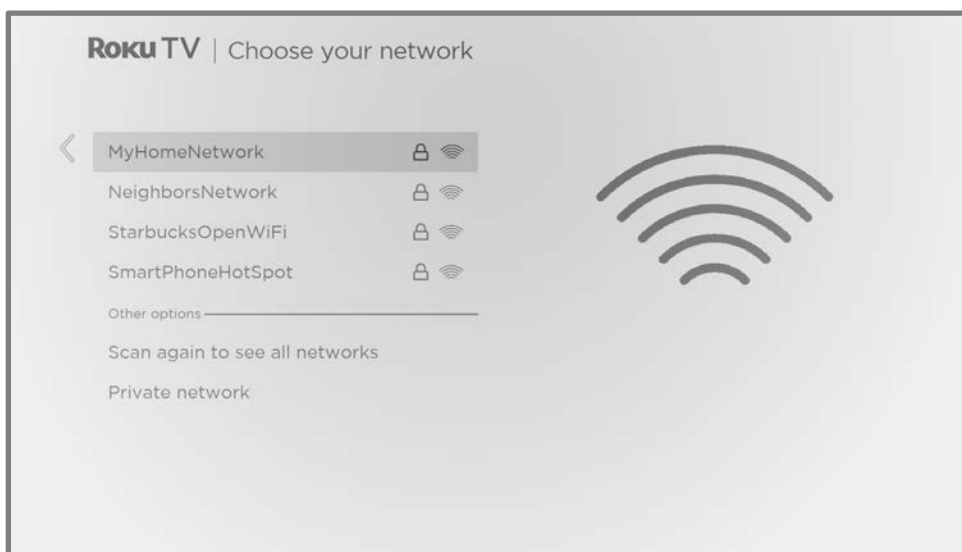 Roku TV | Choose your network
MyHomeNetwork
NeighborsNetwork
StarbucksOpenWiFi
SmartPhoneHotSpot
Other options
Scan again to see all networks
Private network